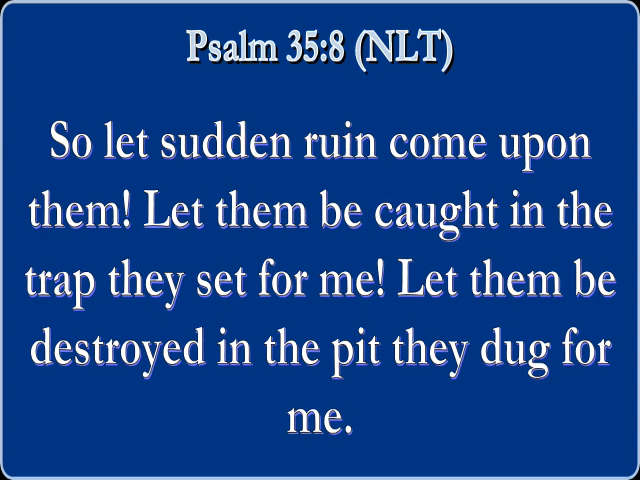 Psalm 35:8 (NLT)
So let sudden ruin come upon
them! Let them be caught in the
trap they set for me! Let them be
destroyed in the pit they dug for
me.